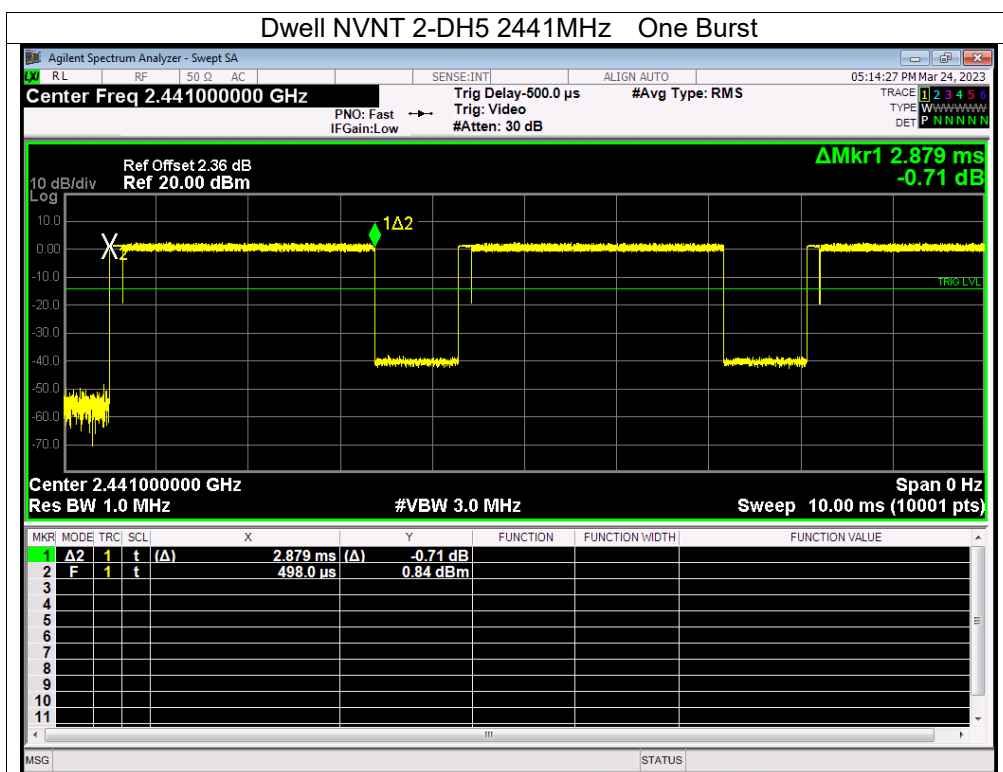 Dwell NVNT 2-DH5 2441MHz One Burst
Agilent Spectrum Analyzer - Swept SA
LXI RL RF 50 Ω AC SENSE:INT ALIGN AUTO 05:14:27 PM Mar 24, 2023
Center Freq 2.441000000 GHz
PNO: Fast
IFGain:Low
Trig Delay-500.0 µs
Trig: Video
#Atten: 30 dB
#Avg Type: RMS
TRACE 1 2 3 4 5 6
TYPE WWWWWWW
DET P N N N N N
ΔMkr1 2.879 ms
-0.71 dB
Ref Offset 2.36 dB
10 dB/div Ref 20.00 dBm
Log
10.0
0.00
-10.0
-20.0
-30.0
-40.0
-50.0
-60.0
-70.0
1Δ2
X2
TRIG LVL
Center 2.441000000 GHz Span 0 Hz
Res BW 1.0 MHz #VBW 3.0 MHz Sweep 10.00 ms (10001 pts)
MKR MODE TRC SCL X Y FUNCTION FUNCTION WIDTH FUNCTION VALUE
1 Δ2 1 t (Δ) 2.879 ms (Δ) -0.71 dB
2 F 1 t 498.0 µs 0.84 dBm
3
4
5
6
7
8
9
10
11
MSG STATUS